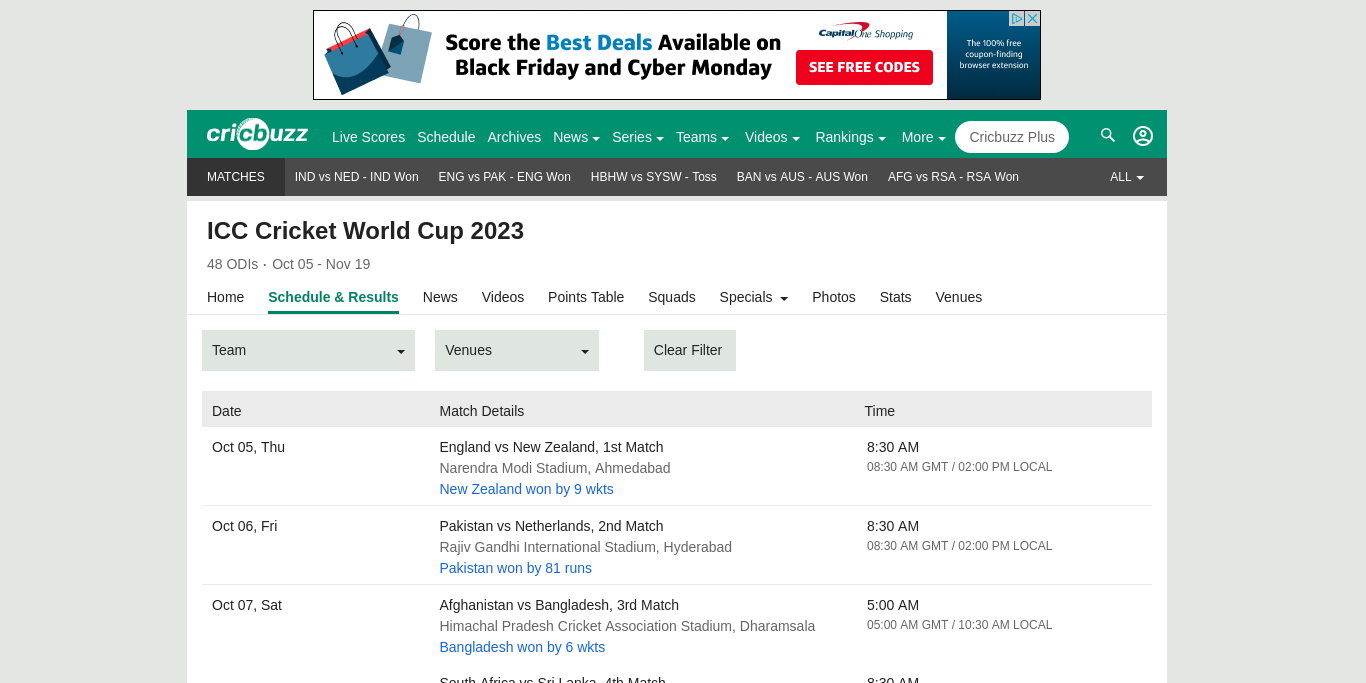 Score the Best Deals Available on
Black Friday and Cyber Monday
Capital One Shopping
SEE FREE CODES
The 100% free
coupon-finding
browser extension
cricbuzz Live Scores Schedule Archives News Series Teams Videos Rankings More Cricbuzz Plus
MATCHES IND vs NED - IND Won ENG vs PAK - ENG Won HBHW vs SYSW - Toss BAN vs AUS - AUS Won AFG vs RSA - RSA Won ALL
ICC Cricket World Cup 2023
48 ODIs · Oct 05 - Nov 19
Home Schedule & Results News Videos Points Table Squads Specials Photos Stats Venues
Team Venues Clear Filter
Date Match Details Time
Oct 05, Thu England vs New Zealand, 1st Match 8:30 AM
Narendra Modi Stadium, Ahmedabad 08:30 AM GMT / 02:00 PM LOCAL
New Zealand won by 9 wkts
Oct 06, Fri Pakistan vs Netherlands, 2nd Match 8:30 AM
Rajiv Gandhi International Stadium, Hyderabad 08:30 AM GMT / 02:00 PM LOCAL
Pakistan won by 81 runs
Oct 07, Sat Afghanistan vs Bangladesh, 3rd Match 5:00 AM
Himachal Pradesh Cricket Association Stadium, Dharamsala 05:00 AM GMT / 10:30 AM LOCAL
Bangladesh won by 6 wkts
South Africa vs Sri Lanka, 4th Match 8:30 AM